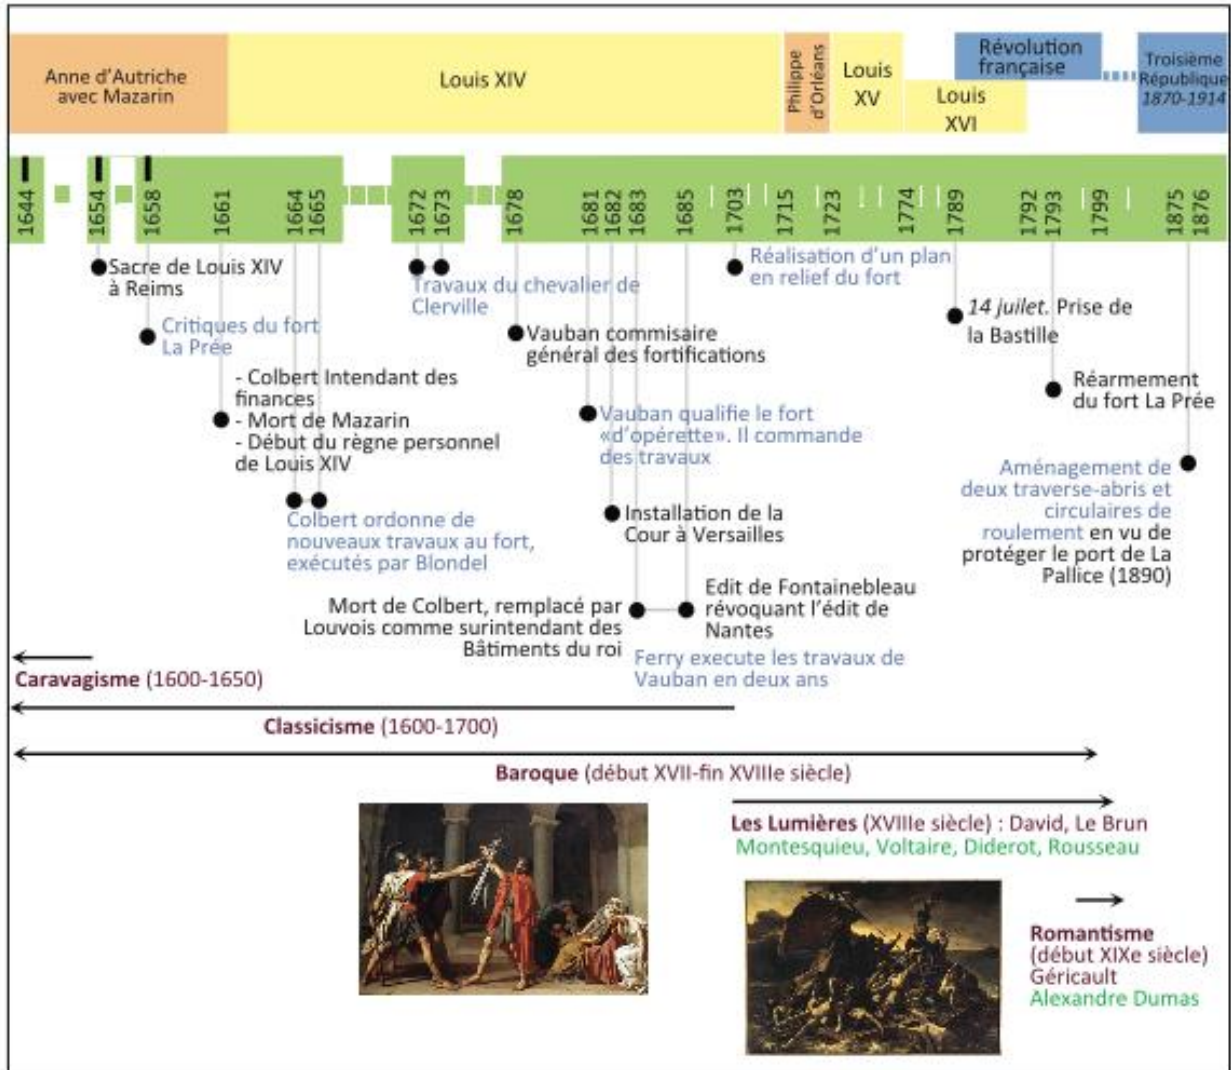 Anne d'Autriche
avec Mazarin
Louis XIV
Philippe
d'Orléans
Louis
XV
Louis
XVI
Révolution
française
Troisième
République
1870-1914
1644
1654
1658
1661
1664
1665
1672
1673
1678
1681
1682
1683
1685
1703
1715
1723
1774
1789
1792
1793
1799
1875
1876
Sacre de Louis XIV
à Reims
Critiques du fort
La Prée
- Colbert Intendant des
finances
- Mort de Mazarin
- Début du règne personnel
de Louis XIV
Colbert ordonne de
nouveaux travaux au fort,
exécutés par Blondel
Travaux du chevalier de
Clerville
Vauban commisaire
général des fortifications
Vauban qualifie le fort
«d'opérette». Il commande
des travaux
Installation de la
Cour à Versailles
Mort de Colbert, remplacé par
Louvois comme surintendant des
Bâtiments du roi
Edit de Fontainebleau
révoquant l'édit de
Nantes
Ferry execute les travaux de
Vauban en deux ans
Réalisation d'un plan
en relief du fort
14 juillet. Prise de
la Bastille
Réarmement
du fort La Prée
Aménagement de
deux traverse-abris et
circulaires de
roulement en vu de
protéger le port de La
Pallice (1890)
Caravagisme (1600-1650)
Classicisme (1600-1700)
Baroque (début XVII-fin XVIIIe siècle)
Les Lumières (XVIIIe siècle) : David, Le Brun
Montesquieu, Voltaire, Diderot, Rousseau
Romantisme
(début XIXe siècle)
Géricault
Alexandre Dumas